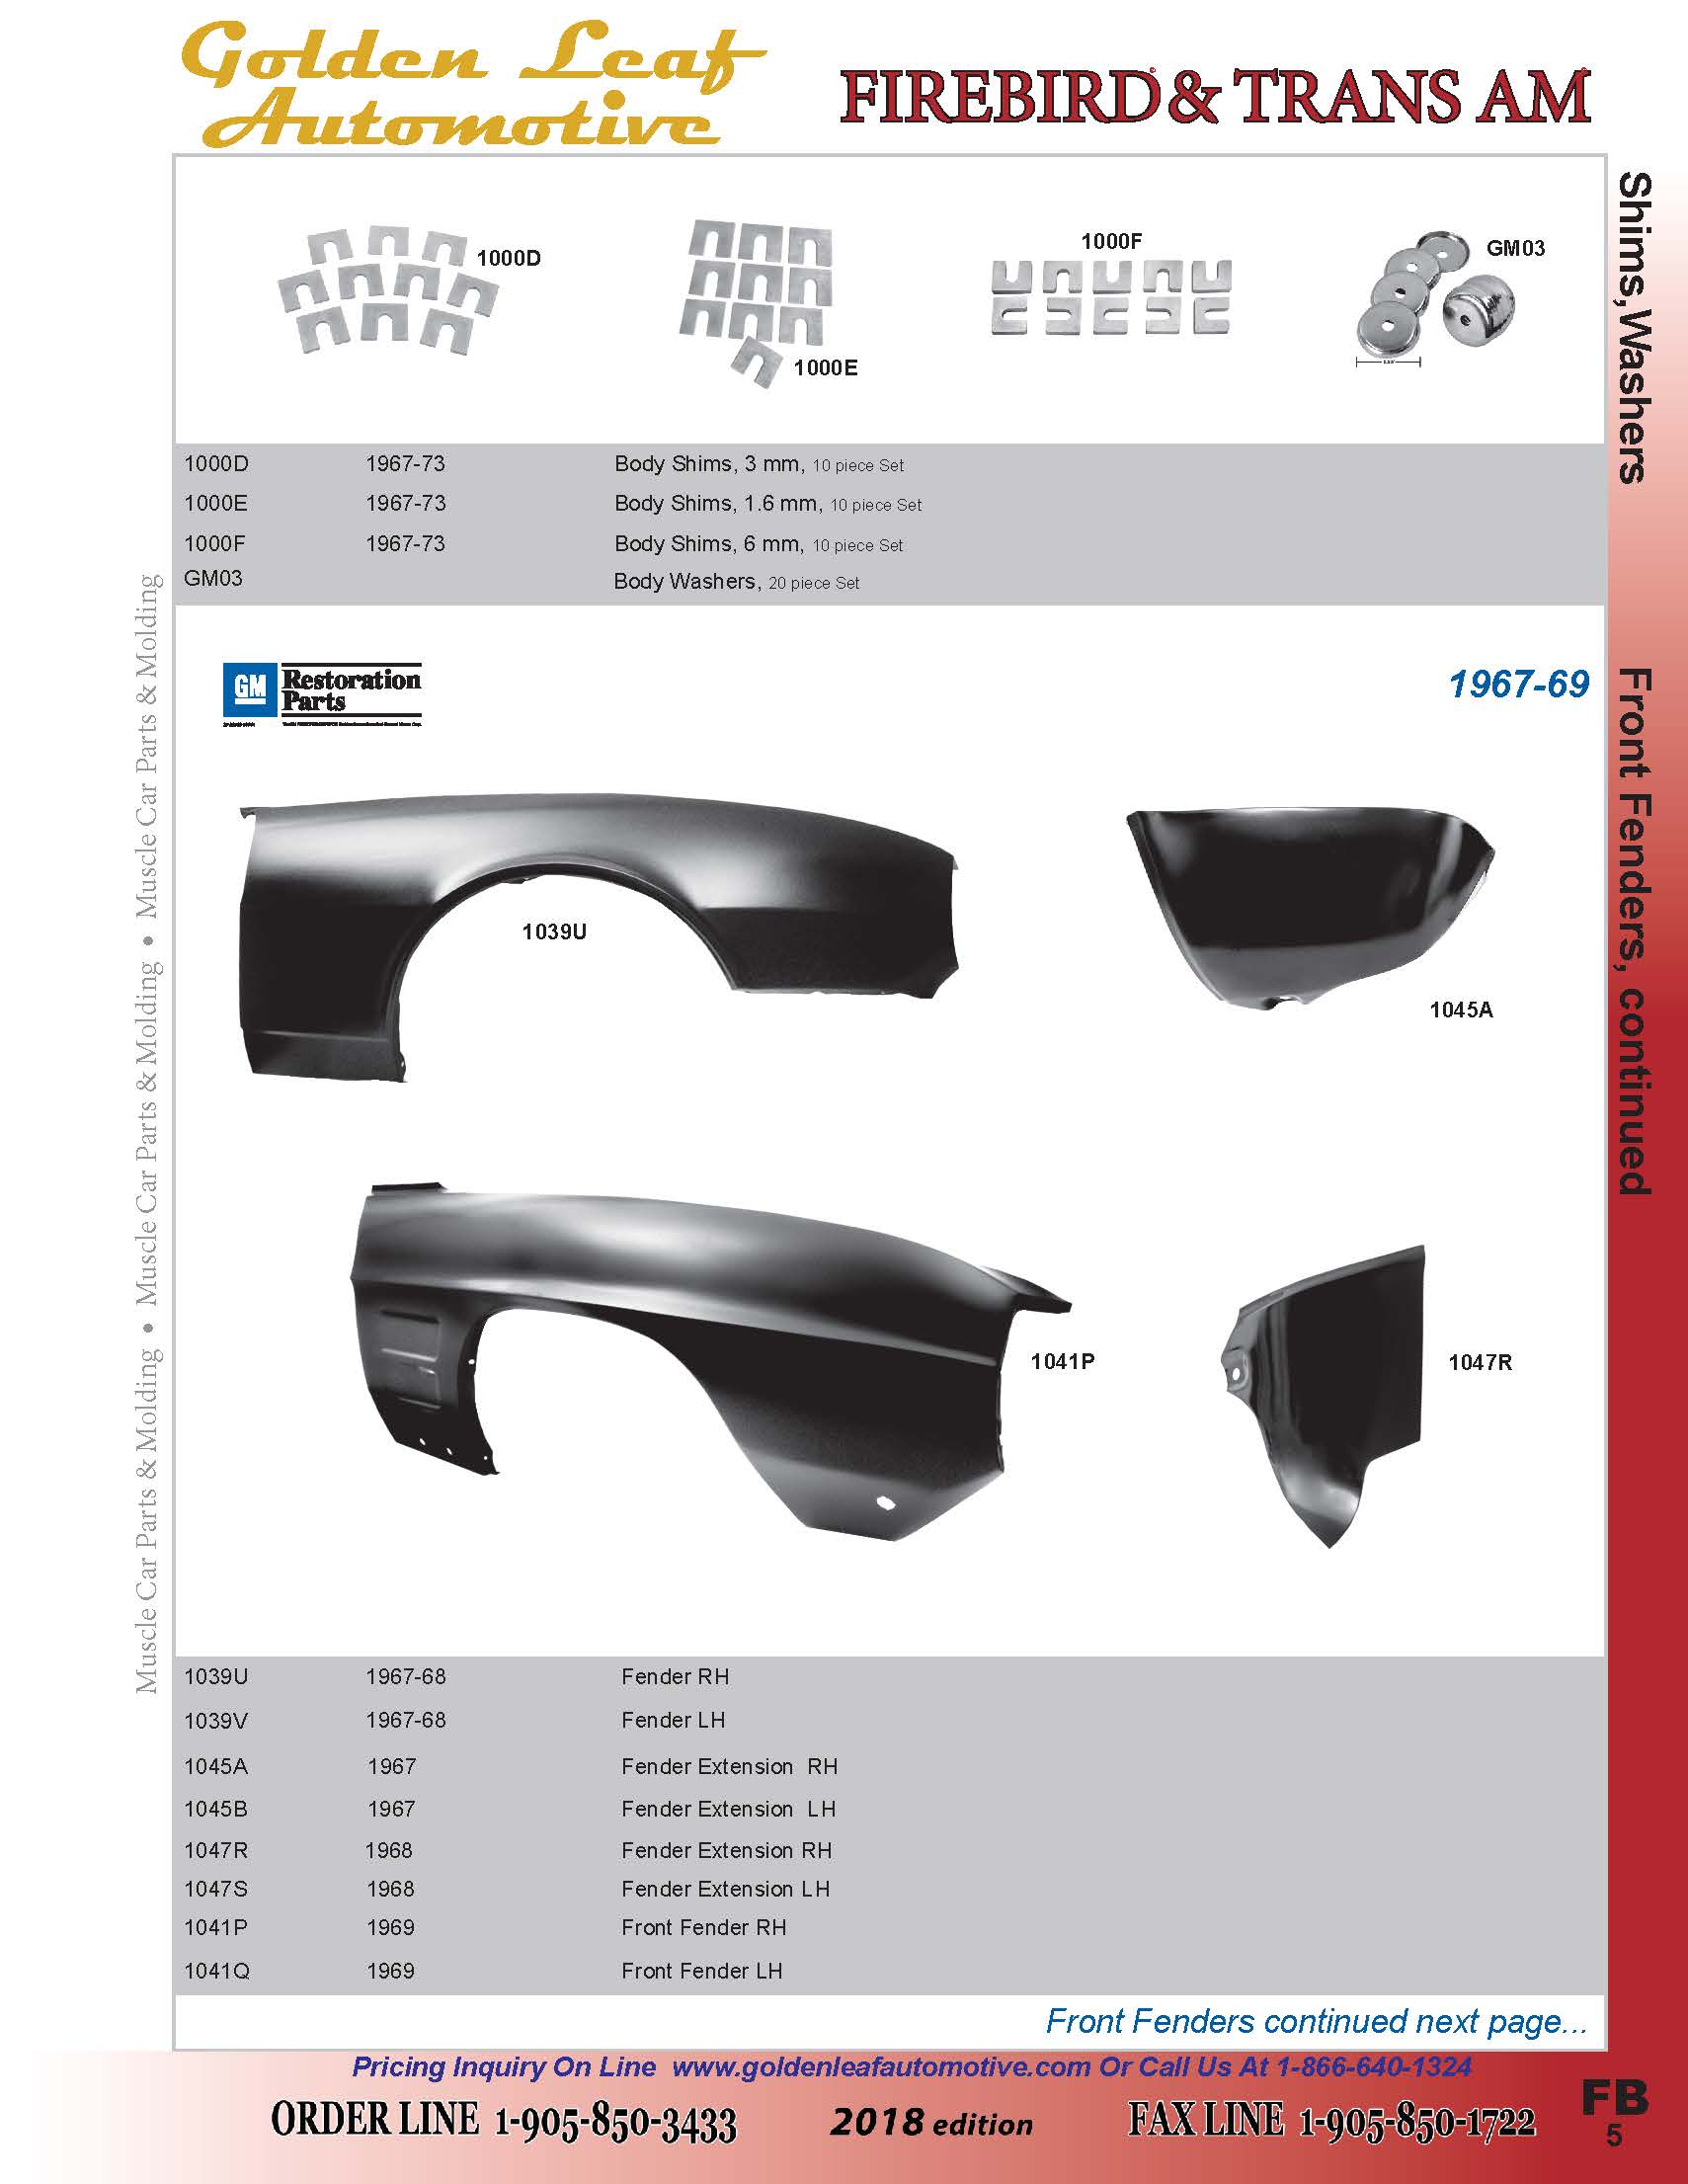 Golden Leaf
Automotive
FIREBIRD & TRANS AM
Shims, Washers
Front Fenders, continued
Muscle Car Parts & Molding • Muscle Car Parts & Molding • Muscle Car Parts & Molding • Muscle Car Parts & Molding
1000D
1000E
1000F
GM03
1000D 1967-73 Body Shims, 3 mm, 10 piece Set
1000E 1967-73 Body Shims, 1.6 mm, 10 piece Set
1000F 1967-73 Body Shims, 6 mm, 10 piece Set
GM03 Body Washers, 20 piece Set
GM Restoration
Parts
1967-69
1039U
1045A
1041P
1047R
1039U 1967-68 Fender RH
1039V 1967-68 Fender LH
1045A 1967 Fender Extension RH
1045B 1967 Fender Extension LH
1047R 1968 Fender Extension RH
1047S 1968 Fender Extension LH
1041P 1969 Front Fender RH
1041Q 1969 Front Fender LH
Front Fenders continued next page...
Pricing Inquiry On Line www.goldenleafautomotive.com Or Call Us At 1-866-640-1324
ORDER LINE 1-905-850-3433
2018 edition
FAX LINE 1-905-850-1722
FB
5